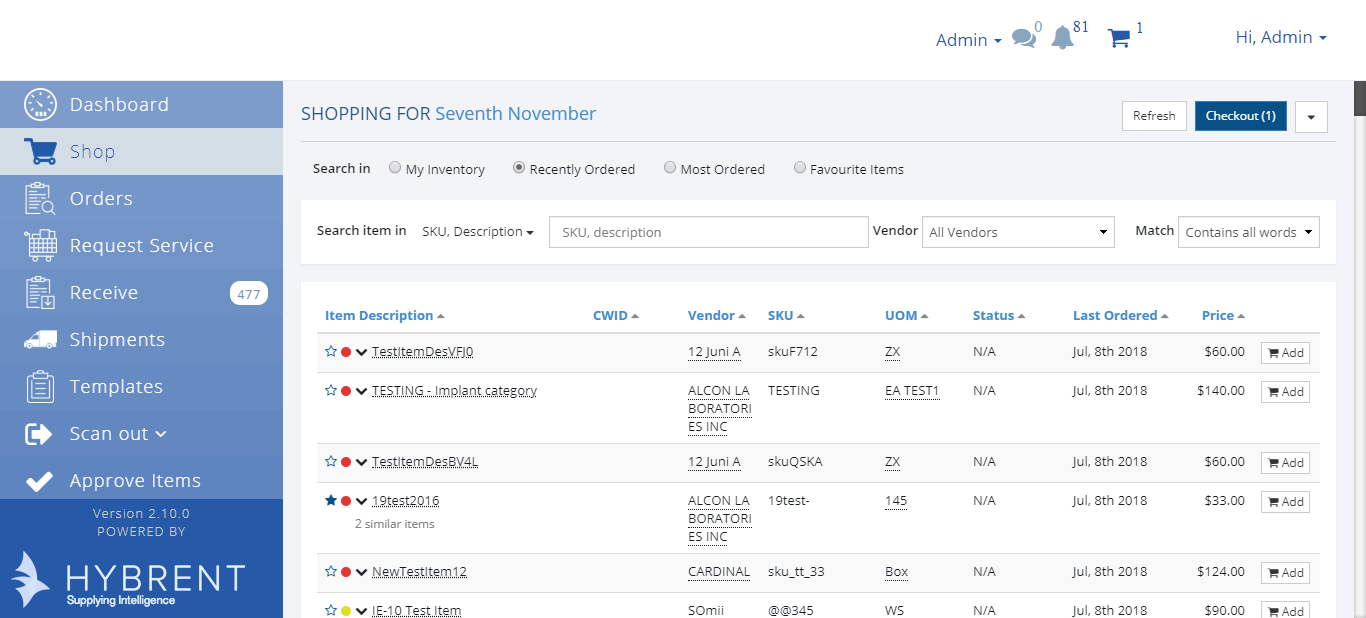 Admin 0 81 1 Hi, Admin
Dashboard
Shop
Orders
Request Service
Receive 477
Shipments
Templates
Scan out
Approve Items
Version 2.10.0
POWERED BY
HYBRENT
Supplying Intelligence
SHOPPING FOR Seventh November Refresh Checkout (1)
Search in My Inventory Recently Ordered Most Ordered Favourite Items
Search item in SKU, Description SKU, description Vendor All Vendors Match Contains all words
Item Description CWID Vendor SKU UOM Status Last Ordered Price
TestItemDesVFJ0 12 Juni A skuF712 ZX N/A Jul, 8th 2018 $60.00 Add
TESTING - Implant category ALCON LA TESTING EA TEST1 N/A Jul, 8th 2018 $140.00 Add
BORATORI
ES INC
TestItemDesBV4L 12 Juni A skuQSKA ZX N/A Jul, 8th 2018 $60.00 Add
19test2016 ALCON LA 19test- 145 N/A Jul, 8th 2018 $33.00 Add
2 similar items BORATORI
ES INC
NewTestItem12 CARDINAL sku_tt_33 Box N/A Jul, 8th 2018 $124.00 Add
IE-10 Test Item SOmii @@345 WS N/A Jul, 8th 2018 $90.00 Add